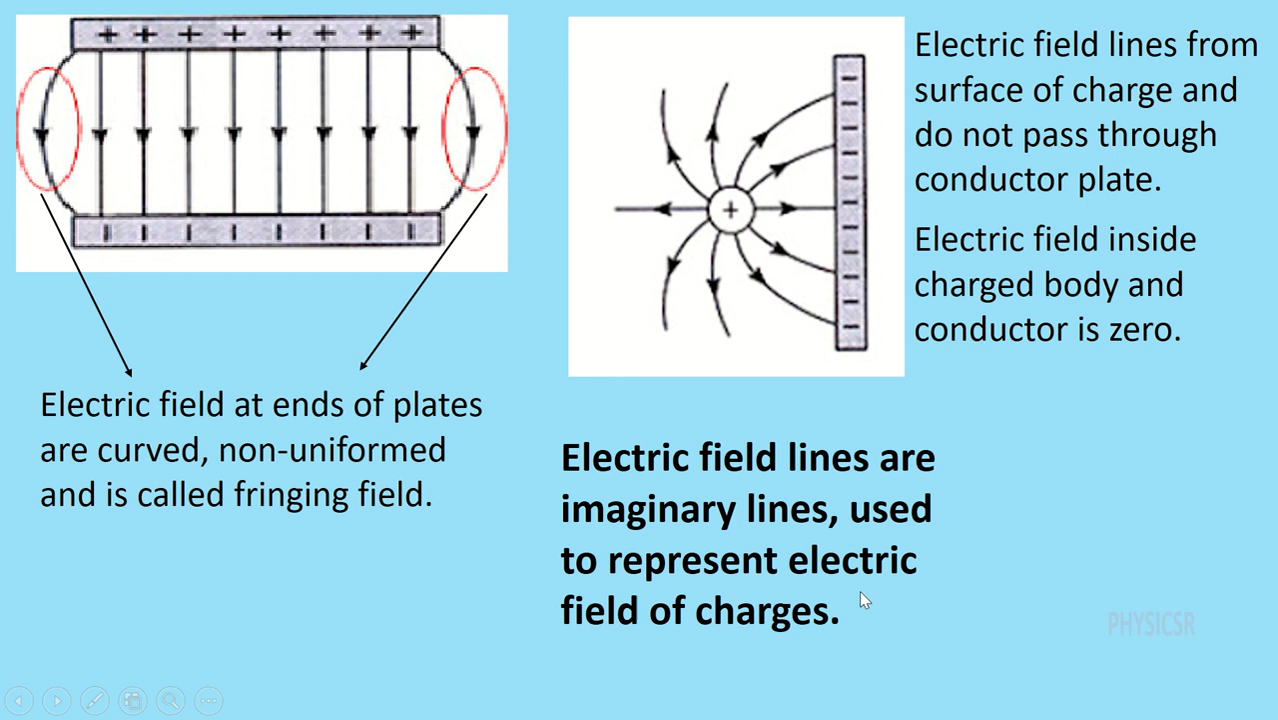 + + + + + + + +
- - - - - - - -
Electric field at ends of plates
are curved, non-uniformed
and is called fringing field.
+
- - - - - - - - - - -
Electric field lines from
surface of charge and
do not pass through
conductor plate.
Electric field inside
charged body and
conductor is zero.
Electric field lines are
imaginary lines, used
to represent electric
field of charges.
PHYSICSR